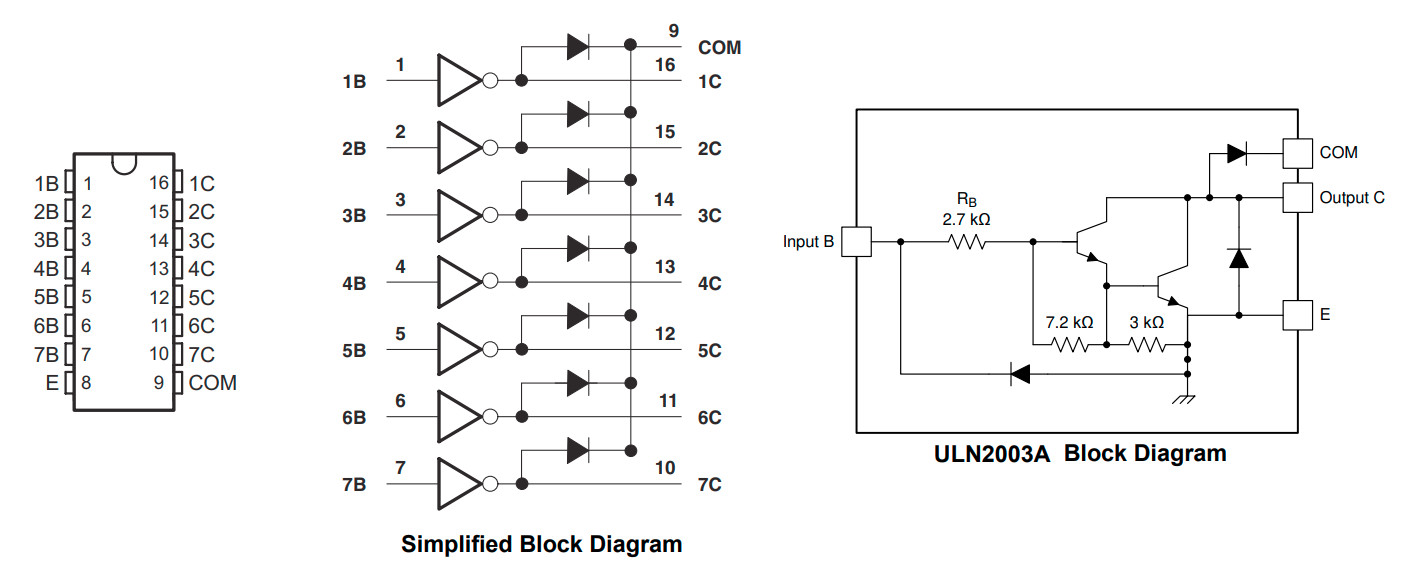 1B 1 16 1C
2B 2 15 2C
3B 3 14 3C
4B 4 13 4C
5B 5 12 5C
6B 6 11 6C
7B 7 10 7C
E 8 9 COM
9 COM
1B 1 16 1C
2B 2 15 2C
3B 3 14 3C
4B 4 13 4C
5B 5 12 5C
6B 6 11 6C
7B 7 10 7C
Simplified Block Diagram
COM
Output C
RB
2.7 kΩ
Input B
E
7.2 kΩ 3 kΩ
ULN2003A Block Diagram